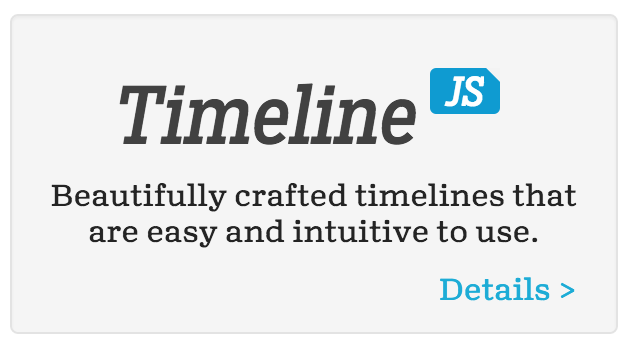 Timeline JS
Beautifully crafted timelines that
are easy and intuitive to use.
Details >